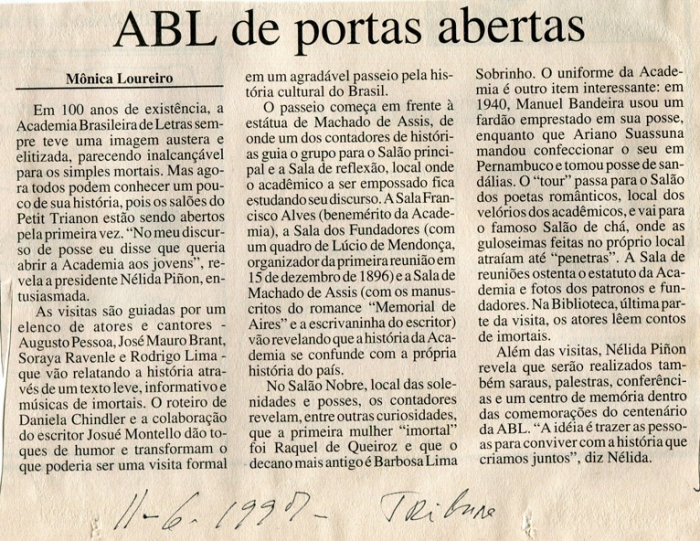 ABL de portas abertas
Mônica Loureiro
Em 100 anos de existência, a
Academia Brasileira de Letras sem-
pre teve uma imagem austera e
elitizada, parecendo inalcançável
para os simples mortais. Mas ago-
ra todos podem conhecer um pou-
co de sua história, pois os salões do
Petit Trianon estão sendo abertos
pela primeira vez. “No meu discur-
so de posse eu disse que queria
abrir a Academia aos jovens”, re-
vela a presidente Nélida Piñon, en-
tusiasmada.
As visitas são guiadas por um
elenco de atores e cantores -
Augusto Pessoa, José Mauro Brant,
Soraya Ravenle e Rodrigo Lima -
que vão relatando a história atra-
vés de um texto leve, informativo e
músicas de imortais. O roteiro de
Daniela Chindler e a colaboração
do escritor Josué Montello dão to-
ques de humor e transformam o
que poderia ser uma visita formal
em um agradável passeio pela his-
tória cultural do Brasil.
O passeio começa em frente à
estátua de Machado de Assis, de
onde um dos contadores de históri-
as guia o grupo para o Salão princi-
pal e a Sala de reflexão, local onde
o acadêmico a ser empossado fica
estudando seu discurso. A Sala Fran-
cisco Alves (benemérito da Acade-
mia), a Sala dos Fundadores (com
um quadro de Lúcio de Mendonça,
organizador da primeira reunião em
15 de dezembro de 1896) e a Sala de
Machado de Assis (com os manus-
critos do romance “Memorial de
Aires” e a escrivaninha do escritor)
vão revelando que a história da Aca-
demia se confunde com a própria
história do país.
No Salão Nobre, local das sole-
nidades e posses, os contadores
revelam, entre outras curiosidades,
que a primeira mulher “imortal”
foi Raquel de Queiroz e que o
decano mais antigo é Barbosa Lima
Sobrinho. O uniforme da Acade-
mia é outro item interessante: em
1940, Manuel Bandeira usou um
fardão emprestado em sua posse,
enquanto que Ariano Suassuna
mandou confeccionar o seu em
Pernambuco e tomou posse de san-
dálias. O “tour” passa para o Salão
dos poetas românticos, local dos
velórios dos acadêmicos, e vai para
o famoso Salão de chá, onde as
guloseimas feitas no próprio local
atraíam até “penetras”. A Sala de
reuniões ostenta o estatuto da Aca-
demia e fotos dos patronos e fun-
dadores. Na Biblioteca, última par-
te da visita, os atores lêem contos
de imortais.
Além das visitas, Nélida Piñon
revela que serão realizados tam-
bém saraus, palestras, conferênci-
as e um centro de memória dentro
das comemorações do centenário
da ABL. “A idéia é trazer as pesso-
as para conviver com a história que
criamos juntos”, diz Nélida.
11-6.1997- Tribuna